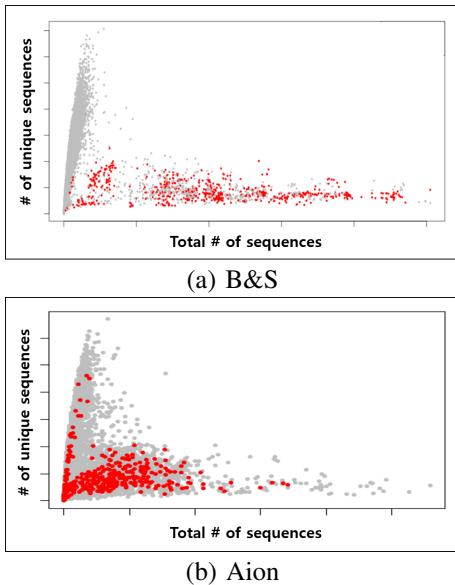 # of unique sequences
Total # of sequences
(a) B&S
# of unique sequences
Total # of sequences
(b) Aion